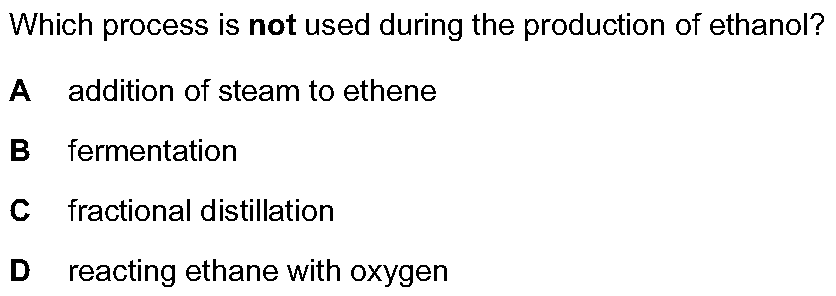 Which process is not used during the production of ethanol?
A addition of steam to ethene
B fermentation
C fractional distillation
D reacting ethane with oxygen